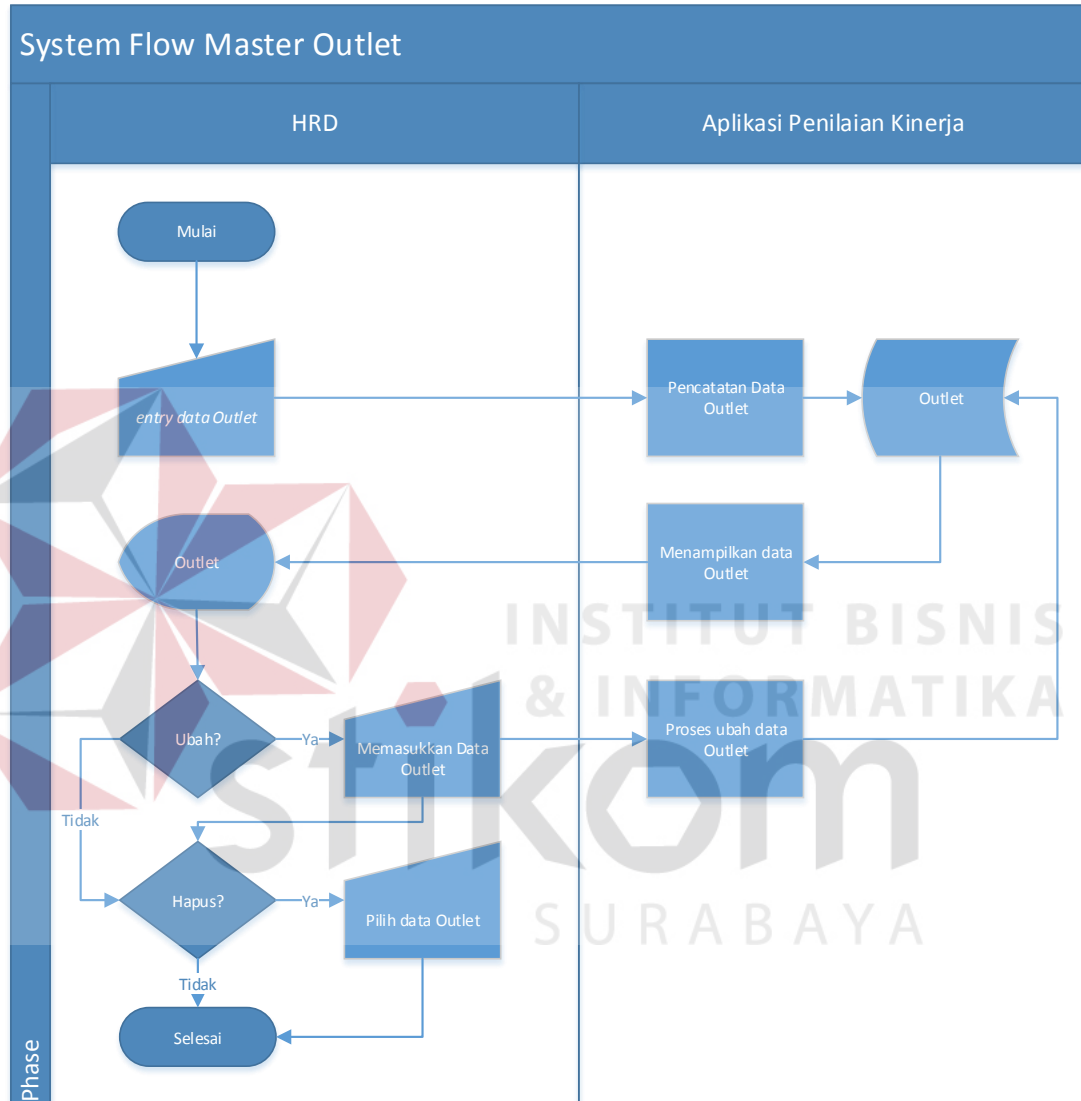 System Flow Master Outlet
HRD
Aplikasi Penilaian Kinerja
Mulai
entry data Outlet
Pencatatan Data
Outlet
Outlet
Outlet
Menampilkan data
Outlet
Ubah?
Ya
Memasukkan Data
Outlet
Proses ubah data
Outlet
Tidak
Hapus?
Ya
Pilih data Outlet
Tidak
Selesai
Phase
INSTITUT BISNIS
& INFORMATIKA
stikom
SURABAYA